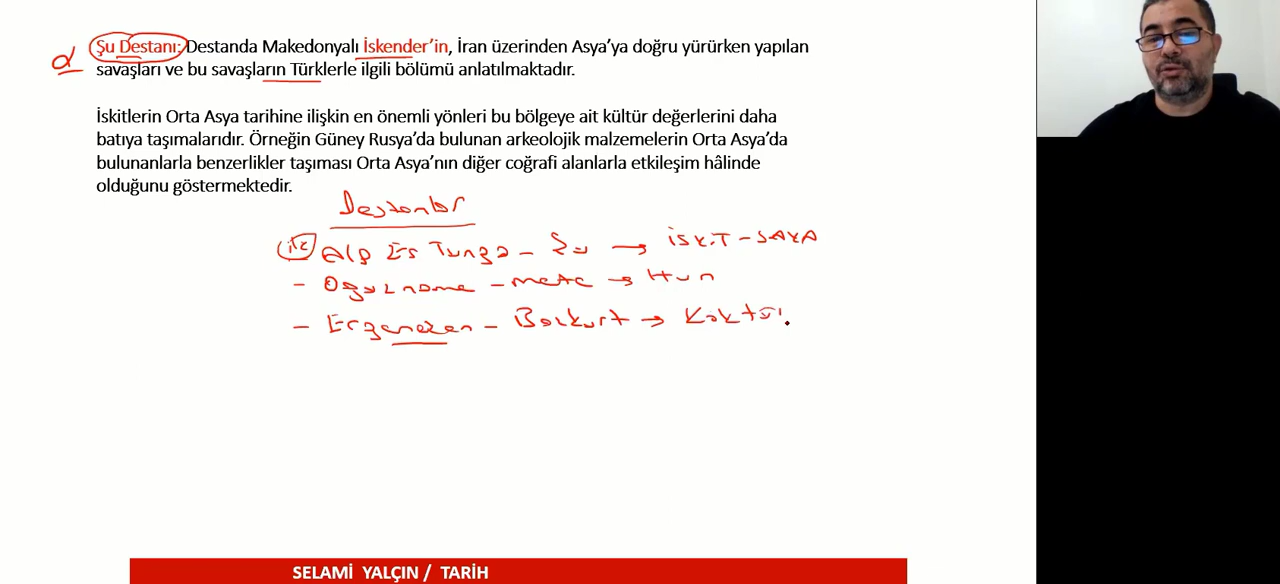 Şu Destanı: Destanda Makedonyalı İskender’in, İran üzerinden Asya’ya doğru yürürken yapılan
savaşları ve bu savaşların Türklerle ilgili bölümü anlatılmaktadır.
İskitlerin Orta Asya tarihine ilişkin en önemli yönleri bu bölgeye ait kültür değerlerini daha
batıya taşımalarıdır. Örneğin Güney Rusya’da bulunan arkeolojik malzemelerin Orta Asya’da
bulunanlarla benzerlikler taşıması Orta Asya’nın diğer coğrafi alanlarla etkileşim hâlinde
olduğunu göstermektedir.
Destanlar
ilk Alp Er Tunga - Şu → İSKİT - SAKA
- Oğuzname - Mete → Hun
- Ergenekon - Bozkurt → Köktür
SELAMİ YALÇIN / TARİH